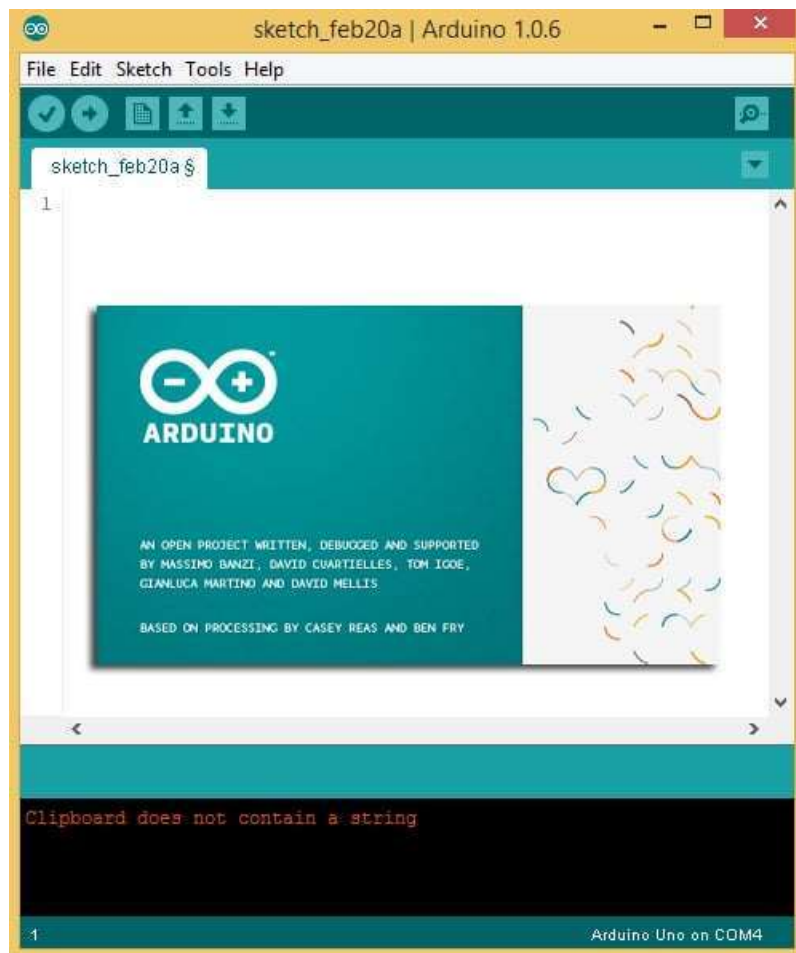 sketch_feb20a | Arduino 1.0.6
File Edit Sketch Tools Help
sketch_feb20a §
1
ARDUINO
AN OPEN PROJECT WRITTEN, DEBUGGED AND SUPPORTED
BY MASSIMO BANZI, DAVID CUARTIELLES, TOM IGOE,
GIANLUCA MARTINO AND DAVID MELLIS
BASED ON PROCESSING BY CASEY REAS AND BEN FRY
Clipboard does not contain a string
1 Arduino Uno on COM4